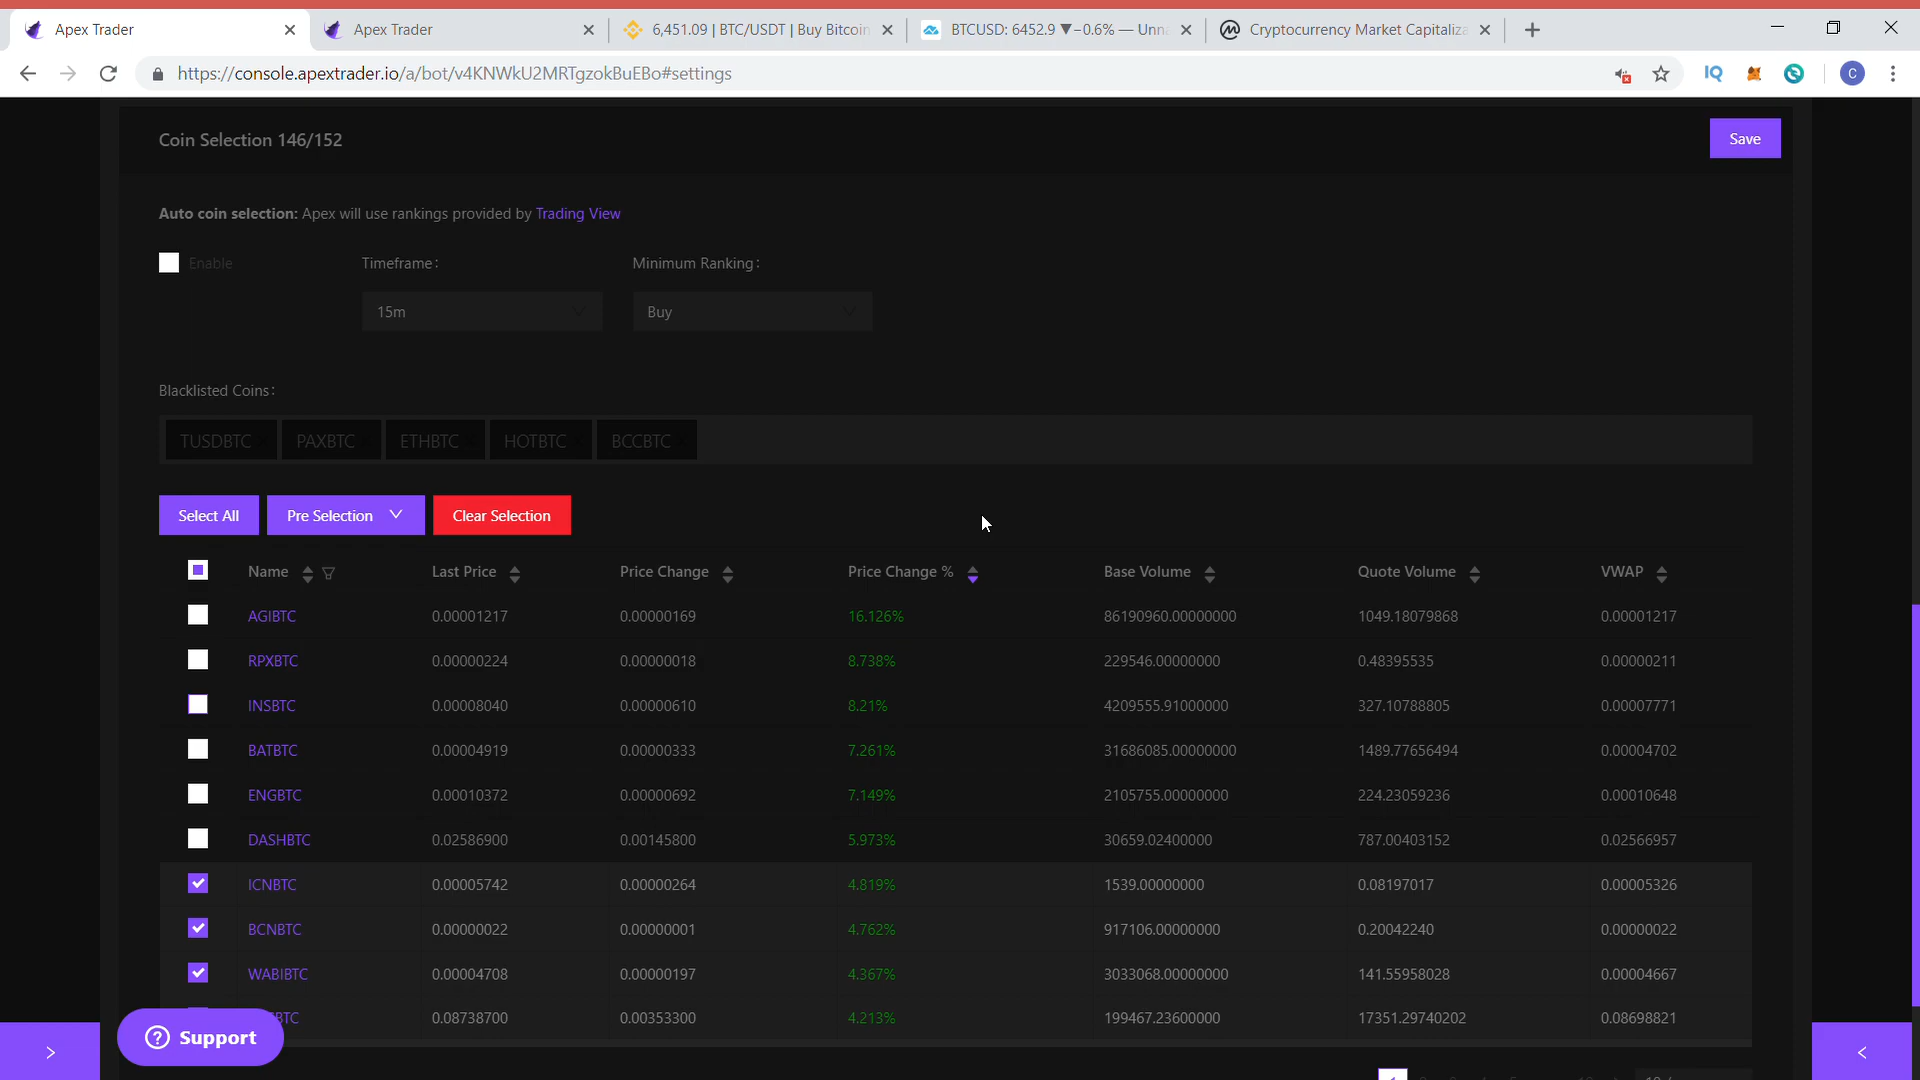 Apex Trader
Apex Trader
6,451.09 | BTC/USDT | Buy Bitcoin
BTCUSD: 6452.9 ▼−0.6% — Unn
Cryptocurrency Market Capitaliza
https://console.apextrader.io/a/bot/v4KNWkU2MRTgzokBuEBo#settings
IQ
C
Coin Selection 146/152
Save
Auto coin selection: Apex will use rankings provided by Trading View
Enable
Timeframe:
Minimum Ranking:
15m
Buy
Blacklisted Coins:
TUSDBTC PAXBTC ETHBTC HOTBTC BCCBTC
Select All Pre Selection Clear Selection
Name Last Price Price Change Price Change % Base Volume Quote Volume VWAP
AGIBTC 0.00001217 0.00000169 16.126% 86190960.00000000 1049.18079868 0.00001217
RPXBTC 0.00000224 0.00000018 8.738% 229546.00000000 0.48395535 0.00000211
INSBTC 0.00008040 0.00000610 8.21% 4209555.91000000 327.10788805 0.00007771
BATBTC 0.00004919 0.00000333 7.261% 31686085.00000000 1489.77656494 0.00004702
ENGBTC 0.00010372 0.00000692 7.149% 2105755.00000000 224.23059236 0.00010648
DASHBTC 0.02586900 0.00145800 5.973% 30659.02400000 787.00403152 0.02566957
ICNBTC 0.00005742 0.00000264 4.819% 1539.00000000 0.08197017 0.00005326
BCNBTC 0.00000022 0.00000001 4.762% 917106.00000000 0.20042240 0.00000022
WABIBTC 0.00004708 0.00000197 4.367% 3033068.00000000 141.55958028 0.00004667
BTC 0.08738700 0.00353300 4.213% 199467.23600000 17351.29740202 0.08698821
Support